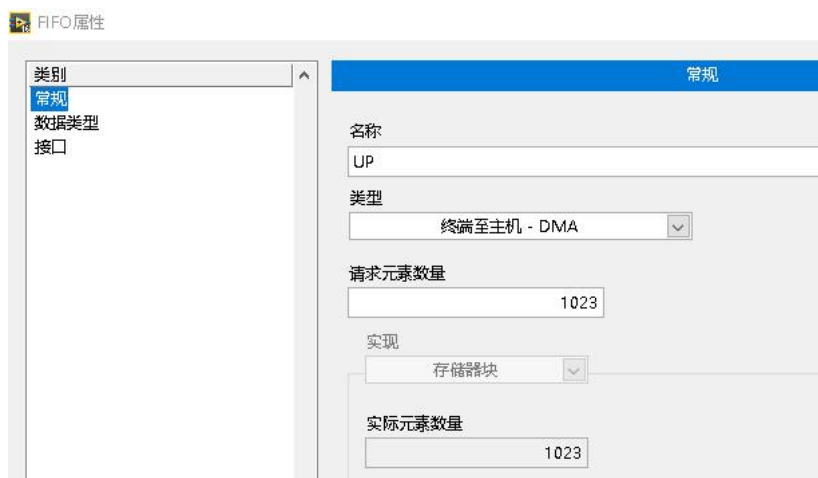 FIFO属性
类别
常规
数据类型
接口
常规
名称
UP
类型
终端至主机 - DMA
请求元素数量
1023
实现
存储器块
实际元素数量
1023